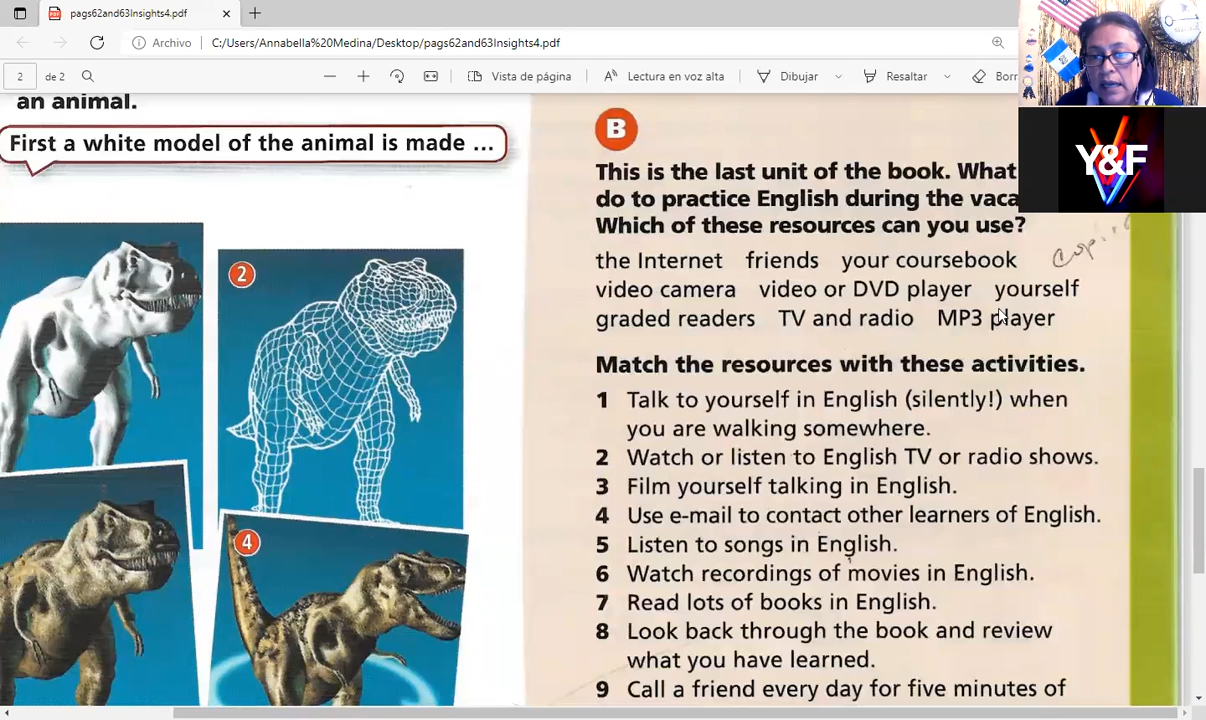 pags62and63Insights4.pdf
Archivo
C:/Users/Annabella%20Medina/Desktop/pags62and63Insights4.pdf
2
de 2
Vista de página
Lectura en voz alta
Dibujar
Resaltar
Borr
an animal.
First a white model of the animal is made ...
2
4
B
This is the last unit of the book. What
do to practice English during the vaca
Which of these resources can you use?
the Internet friends your coursebook
video camera video or DVD player yourself
graded readers TV and radio MP3 player
Match the resources with these activities.
1 Talk to yourself in English (silently!) when
you are walking somewhere.
2 Watch or listen to English TV or radio shows.
3 Film yourself talking in English.
4 Use e-mail to contact other learners of English.
5 Listen to songs in English.
6 Watch recordings of movies in English.
7 Read lots of books in English.
8 Look back through the book and review
what you have learned.
9 Call a friend every day for five minutes of
Y&F